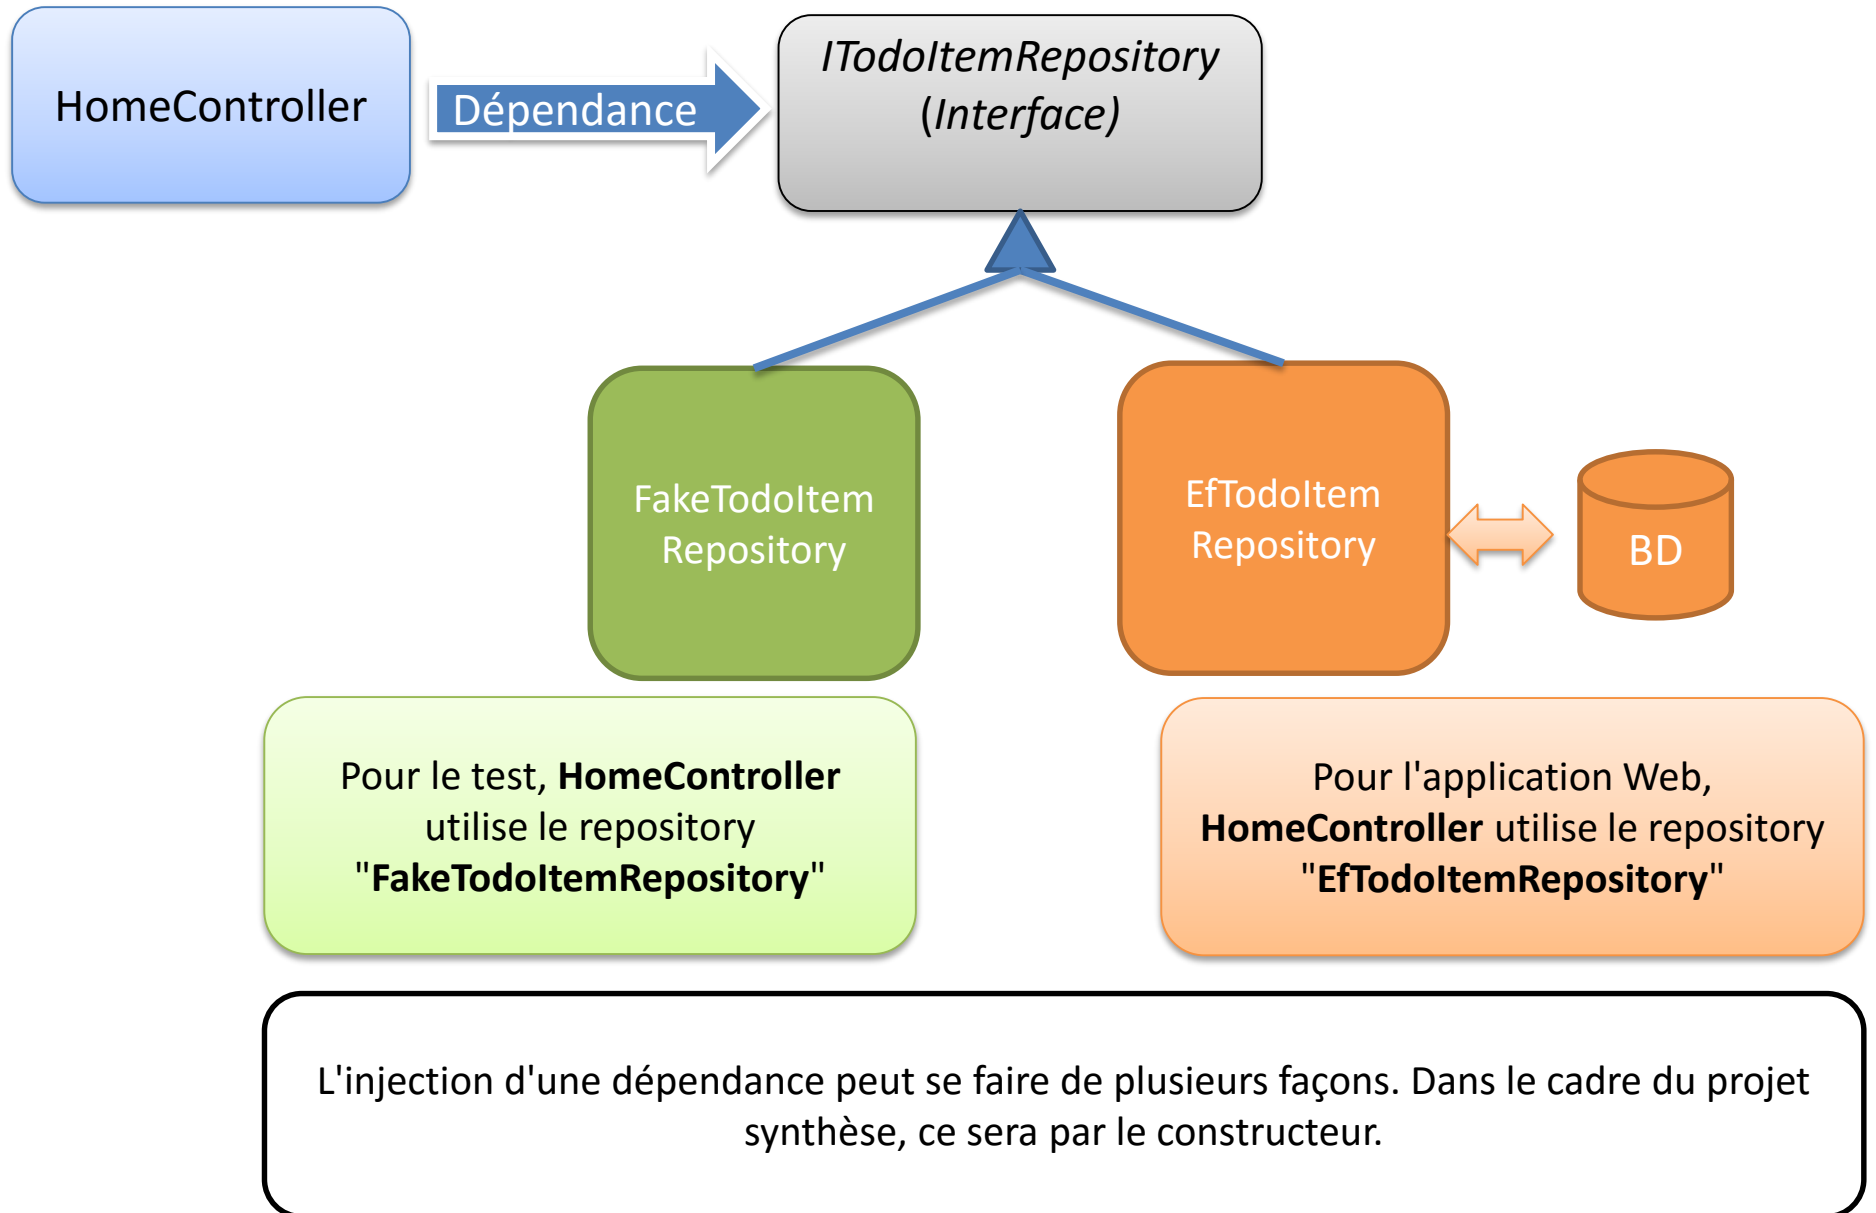 HomeController
Dépendance
ITodoItemRepository
(Interface)
FakeTodoItem
Repository
EfTodoItem
Repository
BD
Pour le test, HomeController
utilise le repository
"FakeTodoItemRepository"
Pour l'application Web,
HomeController utilise le repository
"EfTodoItemRepository"
L'injection d'une dépendance peut se faire de plusieurs façons. Dans le cadre du projet
synthèse, ce sera par le constructeur.